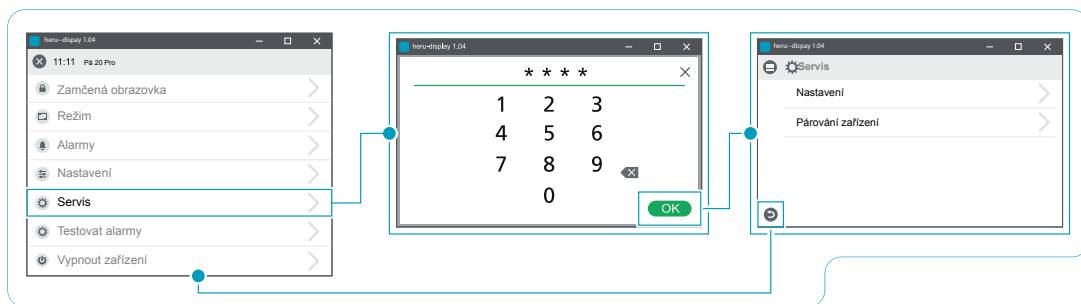 heru-dispay 1.04
11:11 Pá 20 Pro
Zamčená obrazovka
Režim
Alarmy
Nastavení
Servis
Testovat alarmy
Vypnout zařízení
heru-display 1.04
* * * *
1 2 3
4 5 6
7 8 9
0
OK
heru-dispay 1.04
Servis
Nastavení
Párování zařízení